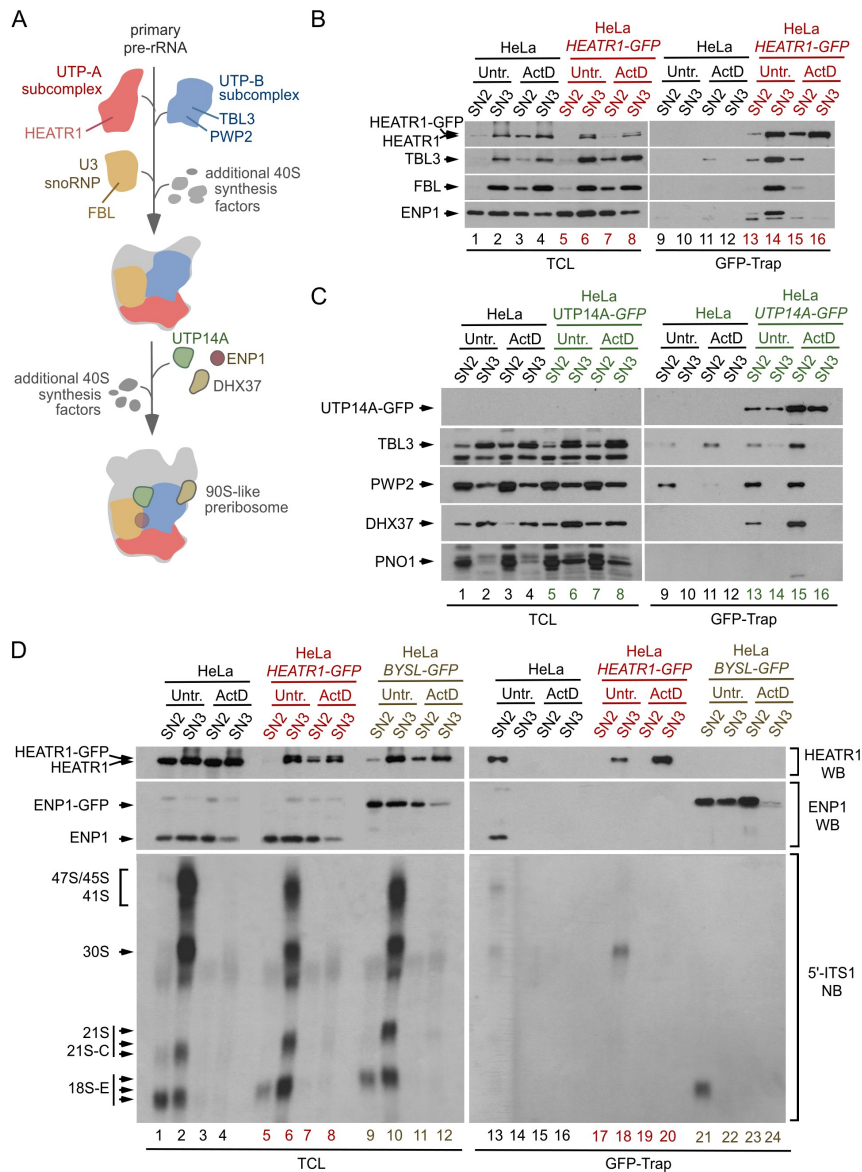 A
primary
pre-rRNA
UTP-A
subcomplex
UTP-B
subcomplex
HEATR1
TBL3
PWP2
U3
snoRNP
FBL
additional 40S
synthesis
factors
UTP14A
ENP1
DHX37
additional 40S
synthesis
factors
90S-like
preribosome
B
HeLa
HeLa
HEATR1-GFP
HeLa
HeLa
HEATR1-GFP
Untr. ActD Untr. ActD Untr. ActD Untr. ActD
SN2 SN3 SN2 SN3 SN2 SN3 SN2 SN3 SN2 SN3 SN2 SN3 SN2 SN3 SN2 SN3
HEATR1-GFP
HEATR1
TBL3
FBL
ENP1
1 2 3 4 5 6 7 8 9 10 11 12 13 14 15 16
TCL GFP-Trap
C
HeLa
HeLa
UTP14A-GFP
HeLa
HeLa
UTP14A-GFP
Untr. ActD Untr. ActD Untr. ActD Untr. ActD
SN2 SN3 SN2 SN3 SN2 SN3 SN2 SN3 SN2 SN3 SN2 SN3 SN2 SN3 SN2 SN3
UTP14A-GFP
TBL3
PWP2
DHX37
PNO1
1 2 3 4 5 6 7 8 9 10 11 12 13 14 15 16
TCL GFP-Trap
D
HeLa
HeLa
HEATR1-GFP
HeLa
BYSL-GFP
HeLa
HeLa
HEATR1-GFP
HeLa
BYSL-GFP
Untr. ActD Untr. ActD Untr. ActD Untr. ActD Untr. ActD Untr. ActD
SN2 SN3 SN2 SN3 SN2 SN3 SN2 SN3 SN2 SN3 SN2 SN3 SN2 SN3 SN2 SN3 SN2 SN3 SN2 SN3 SN2 SN3 SN2 SN3
HEATR1-GFP
HEATR1
HEATR1
WB
ENP1-GFP
ENP1
ENP1
WB
47S/45S
41S
30S
21S
21S-C
18S-E
5'-ITS1
NB
1 2 3 4 5 6 7 8 9 10 11 12 13 14 15 16 17 18 19 20 21 22 23 24
TCL GFP-Trap